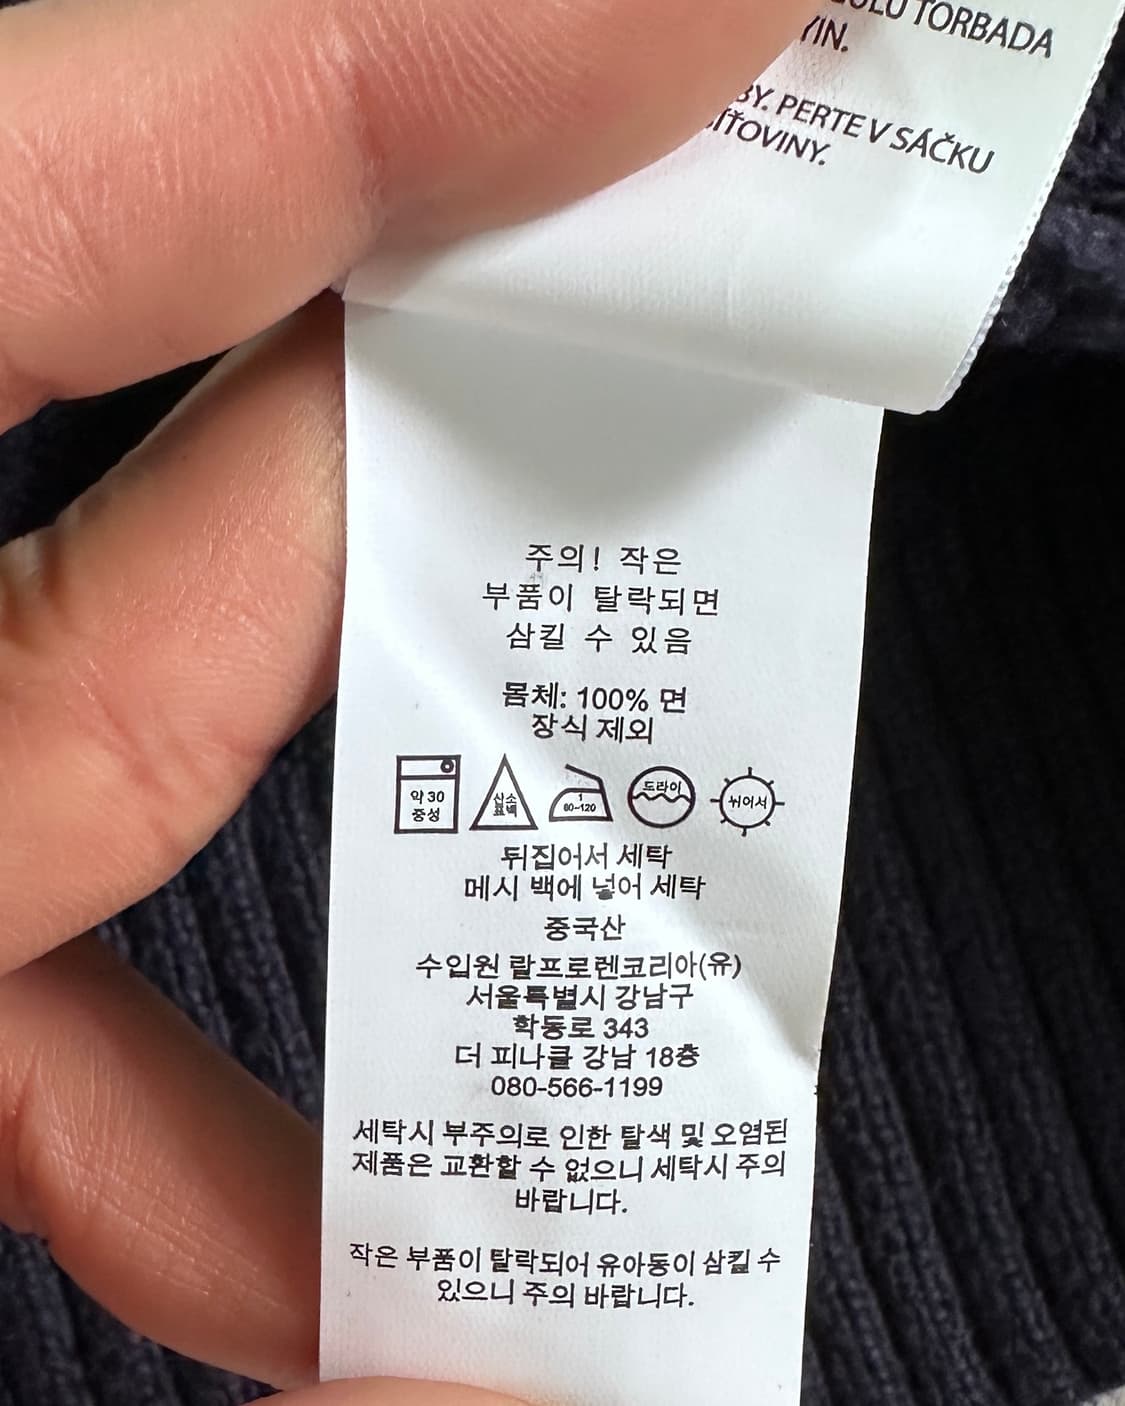 TORBADA
YIN.
PERTE V SÁČKU
SÍŤOVINY.
주의! 작은
부품이 탈락되면
삼킬 수 있음
몸체: 100% 면
장식 제외
약 30
중성
산소
표백
1
80~120
드라이
뉘어서
뒤집어서 세탁
메시 백에 넣어 세탁
중국산
수입원 랄프로렌코리아(유)
서울특별시 강남구
학동로 343
더 피나클 강남 18층
080-566-1199
세탁시 부주의로 인한 탈색 및 오염된
제품은 교환할 수 없으니 세탁시 주의
바랍니다.
작은 부품이 탈락되어 유아동이 삼킬 수
있으니 주의 바랍니다.